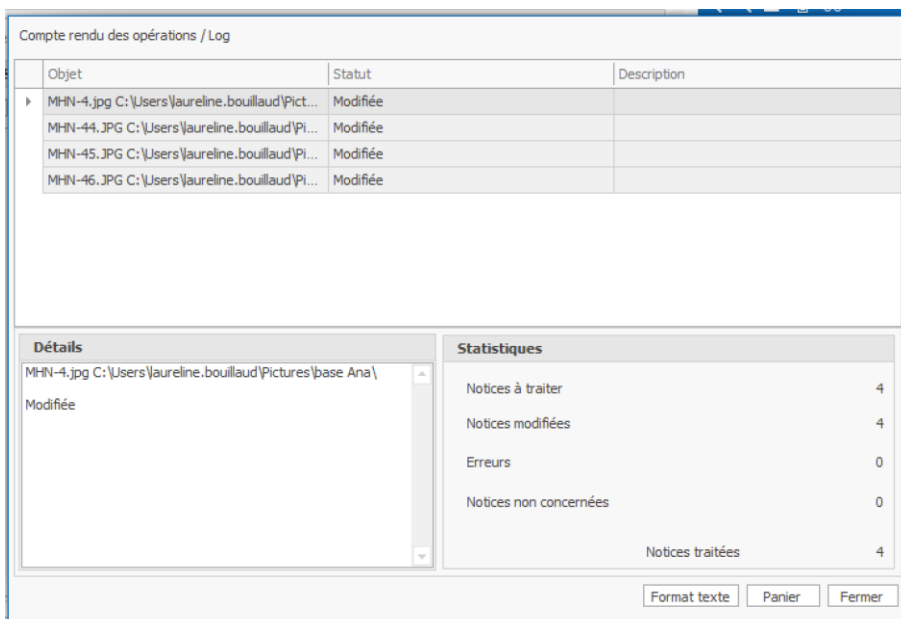 Compte rendu des opérations / Log
Objet Statut Description
MHN-4.jpg C:\Users\laureline.bouillaud\Pict... Modifiée
MHN-44.JPG C:\Users\laureline.bouillaud\Pi... Modifiée
MHN-45.JPG C:\Users\laureline.bouillaud\Pi... Modifiée
MHN-46.JPG C:\Users\laureline.bouillaud\Pi... Modifiée
Détails
MHN-4.jpg C:\Users\laureline.bouillaud\Pictures\base Ana\
Modifiée
Statistiques
Notices à traiter 4
Notices modifiées 4
Erreurs 0
Notices non concernées 0
Notices traitées 4
Format texte Panier Fermer